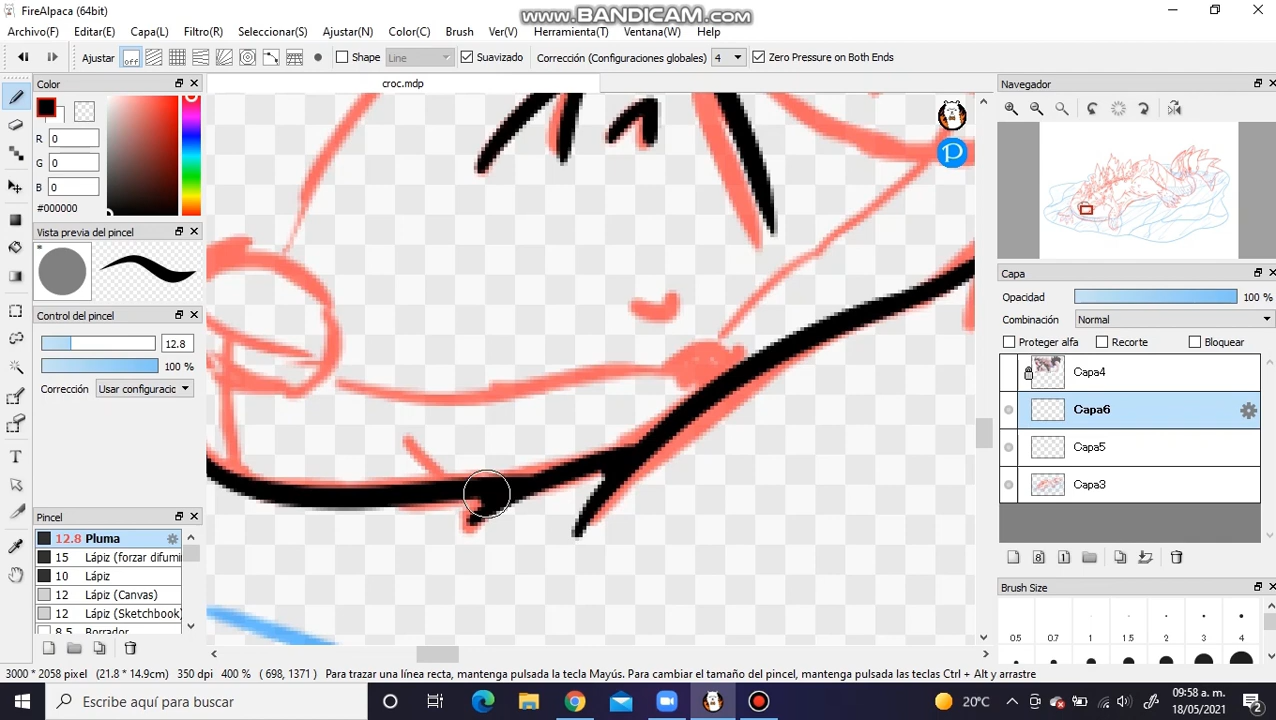 FireAlpaca (64bit)
www.BANDICAM.com
Archivo(F) Editar(E) Capa(L) Filtro(R) Seleccionar(S) Ajustar(N) Color(C) Brush Ver(V) Herramienta(T) Ventana(W) Help
Ajustar off Shape Line Suavizado Corrección (Configuraciones globales) 4 Zero Pressure on Both Ends
Color
croc.mdp
Navegador
R 0
G 0
B 0
#000000
P
Vista previa del pincel
Capa
Opacidad 100 %
Combinación Normal
Proteger alfa Recorte Bloquear
Control del pincel
12.8
100 %
Corrección Usar configuracic
Capa4
Capa6
Capa5
Capa3
Pincel
12.8 Pluma
15 Lápiz (forzar difumi
10 Lápiz
12 Lápiz (Canvas)
12 Lápiz (Sketchbook)
8.5 Borrador
8 1
Brush Size
0.5 0.7 1 1.5 2 3 4
3000 * 2058 pixel (21.8 * 14.9cm) 350 dpi 400 % ( 698, 1371 ) Para trazar una línea recta, mantenga pulsada la tecla Mayús. Para cambiar el tamaño del pincel, mantenga pulsadas las teclas Ctrl + Alt y arrastre
Escribe aquí para buscar
20°C
09:58 a. m.
18/05/2021
2